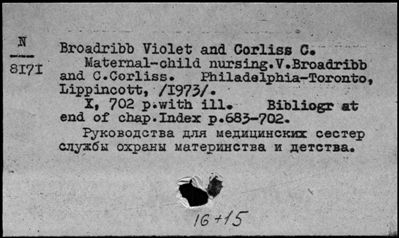 N
8171
Broadribb Violet and Corliss C.
Maternal-child nursing.V.Broadribb
and C.Corliss. Philadelphia-Toronto,
Lippincott, /1973/.
X, 702 p.with ill. Bibliogr at
end of chap.Index p.683-702.
Руководства для медицинских сестер
службы охраны материнства и детства.
16+15